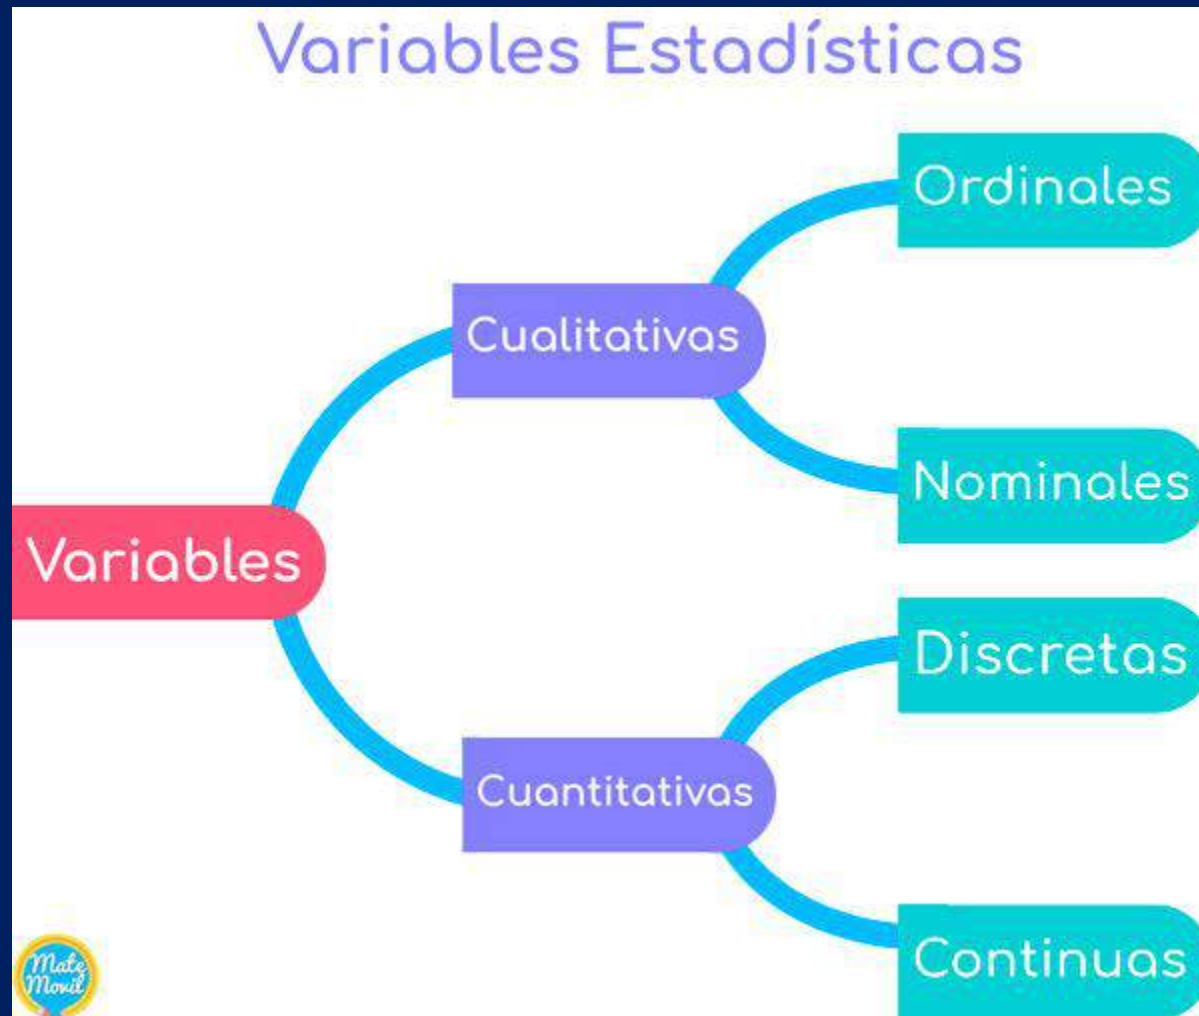 Variables Estadísticas
Ordinales
Cualitativas
Nominales
Variables
Discretas
Cuantitativas
Continuas
Mate
Movil